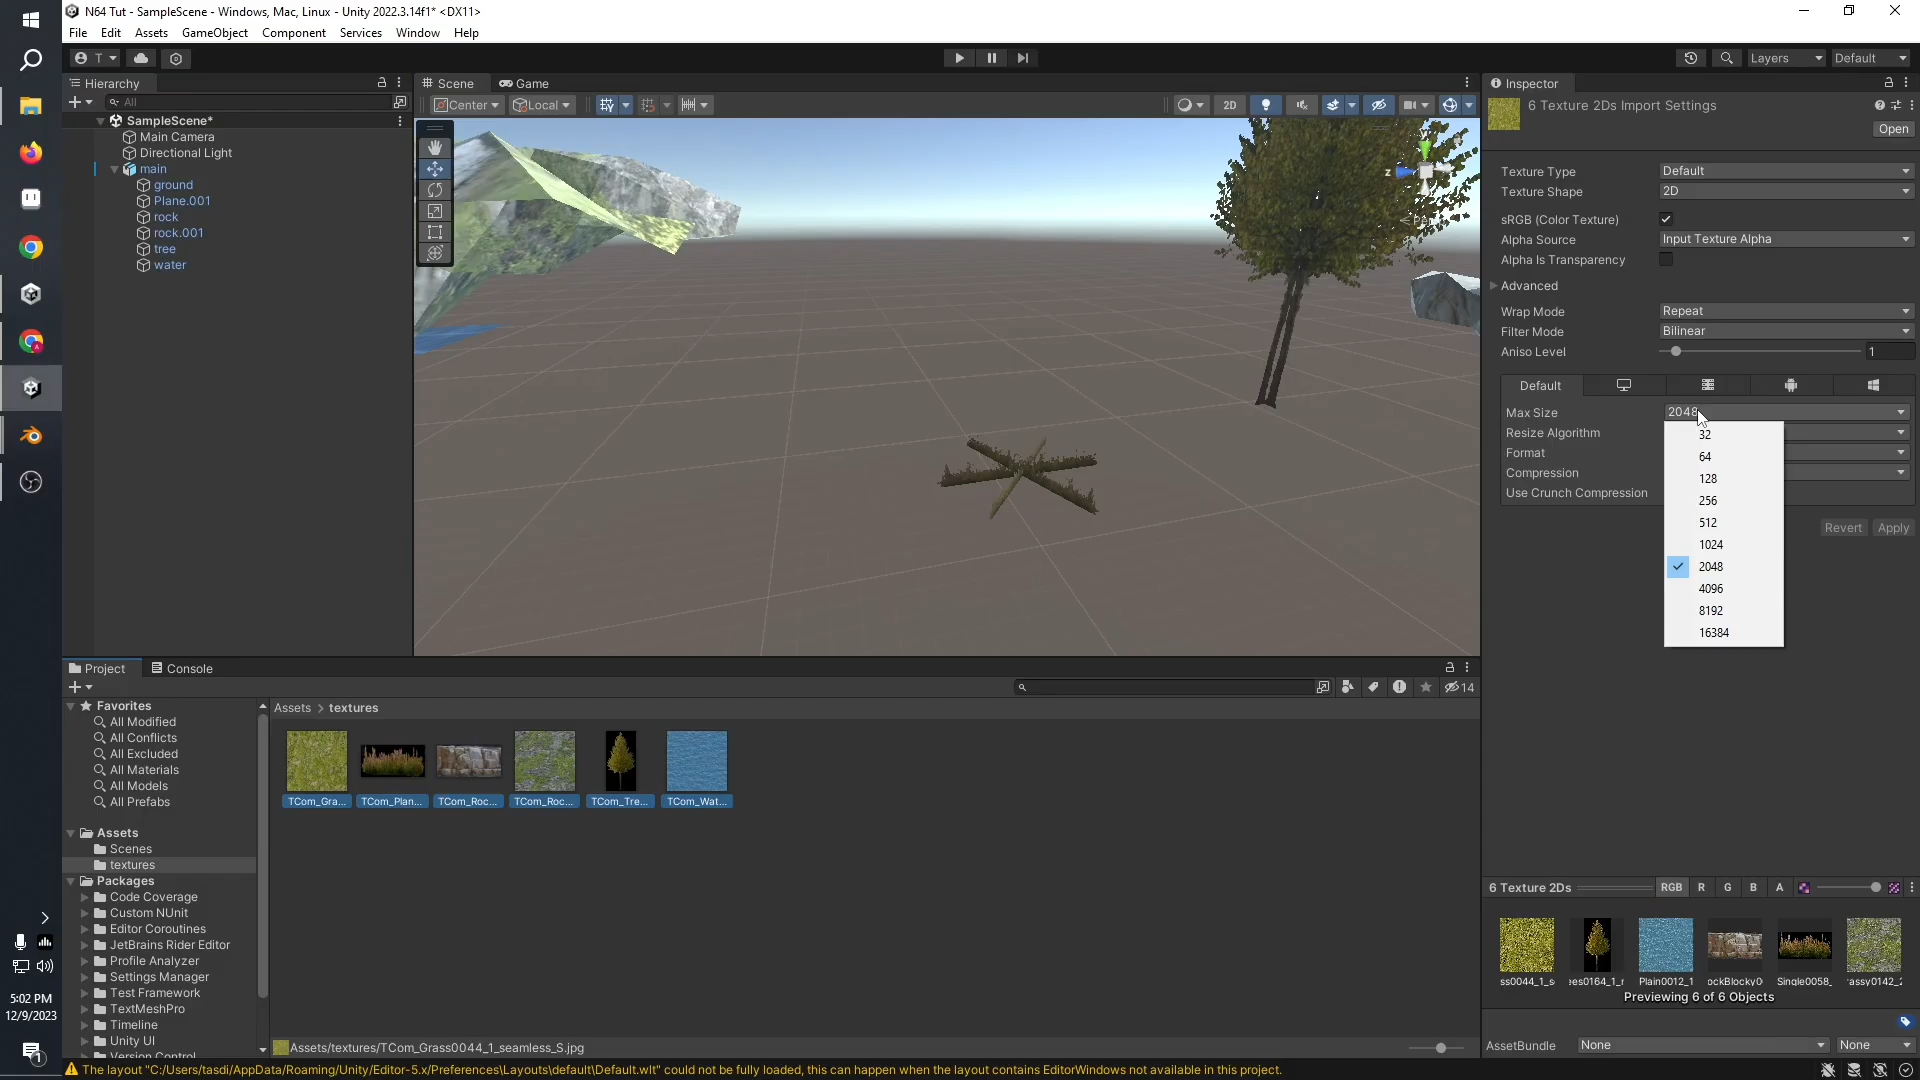 N64 Tut - SampleScene - Windows, Mac, Linux - Unity 2022.3.14f1* <DX11>
File Edit Assets GameObject Component Services Window Help
T
Layers
Default
Hierarchy
All
SampleScene*
Main Camera
Directional Light
main
ground
Plane.001
rock
rock.001
tree
water
Scene
Game
Center
Local
2D
z
Inspector
6 Texture 2Ds Import Settings
Open
Texture Type Default
Texture Shape 2D
sRGB (Color Texture)
Alpha Source Input Texture Alpha
Alpha Is Transparency
Advanced
Wrap Mode Repeat
Filter Mode Bilinear
Aniso Level 1
Default
Max Size 2048
Resize Algorithm
Format
Compression
Use Crunch Compression
32
64
128
256
512
1024
2048
4096
8192
16384
Revert Apply
Project
Console
14
Favorites
All Modified
All Conflicts
All Excluded
All Materials
All Models
All Prefabs
Assets
Scenes
textures
Packages
Code Coverage
Custom NUnit
Editor Coroutines
JetBrains Rider Editor
Profile Analyzer
Settings Manager
Test Framework
TextMeshPro
Timeline
Unity UI
Version Control
Assets > textures
TCom_Gra... TCom_Plan... TCom_Roc... TCom_Roc... TCom_Tre... TCom_Wat...
Assets/textures/TCom_Grass0044_1_seamless_S.jpg
6 Texture 2Ds
RGB R G B A
ss0044_1_s ees0164_1_r Plain0012_1 ockBlocky0 Single0058_ assy0142_2
Previewing 6 of 6 Objects
AssetBundle None None
5:02 PM
12/9/2023
1
The layout "C:/Users/tasdi/AppData/Roaming/Unity/Editor-5.x/Preferences\Layouts\default\Default.wlt" could not be fully loaded, this can happen when the layout contains EditorWindows not available in this project.